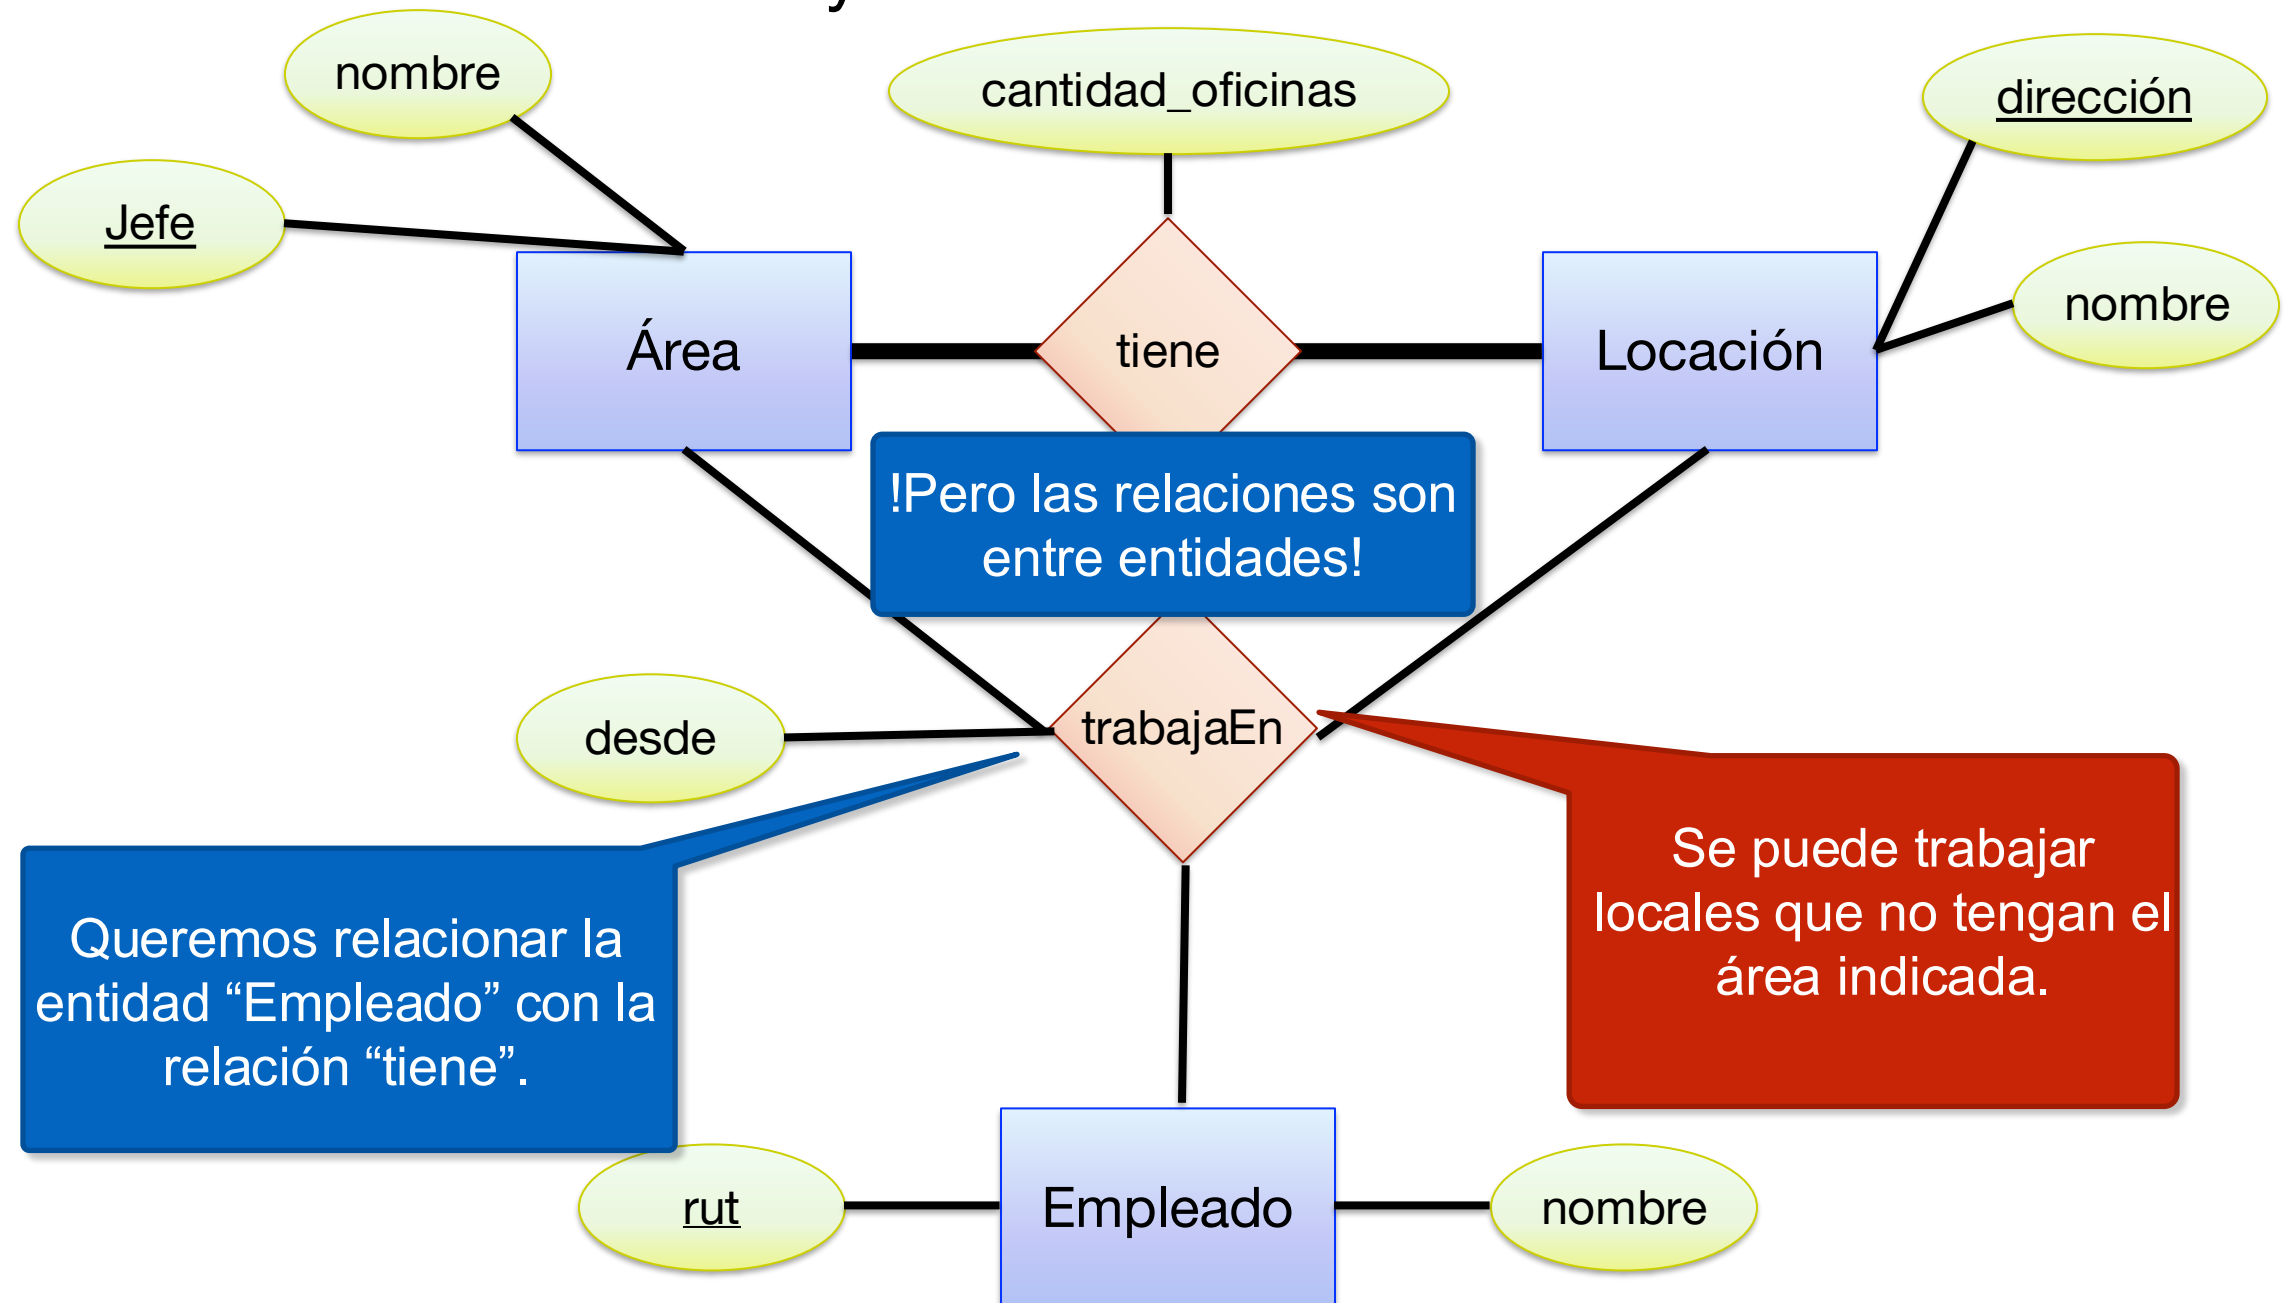 y
nombre
cantidad_oficinas
dirección
Jefe
nombre
Área
tiene
Locación
!Pero las relaciones son
entre entidades!
desde
trabajaEn
Se puede trabajar
locales que no tengan el
área indicada.
Queremos relacionar la
entidad “Empleado” con la
relación “tiene”.
rut
Empleado
nombre